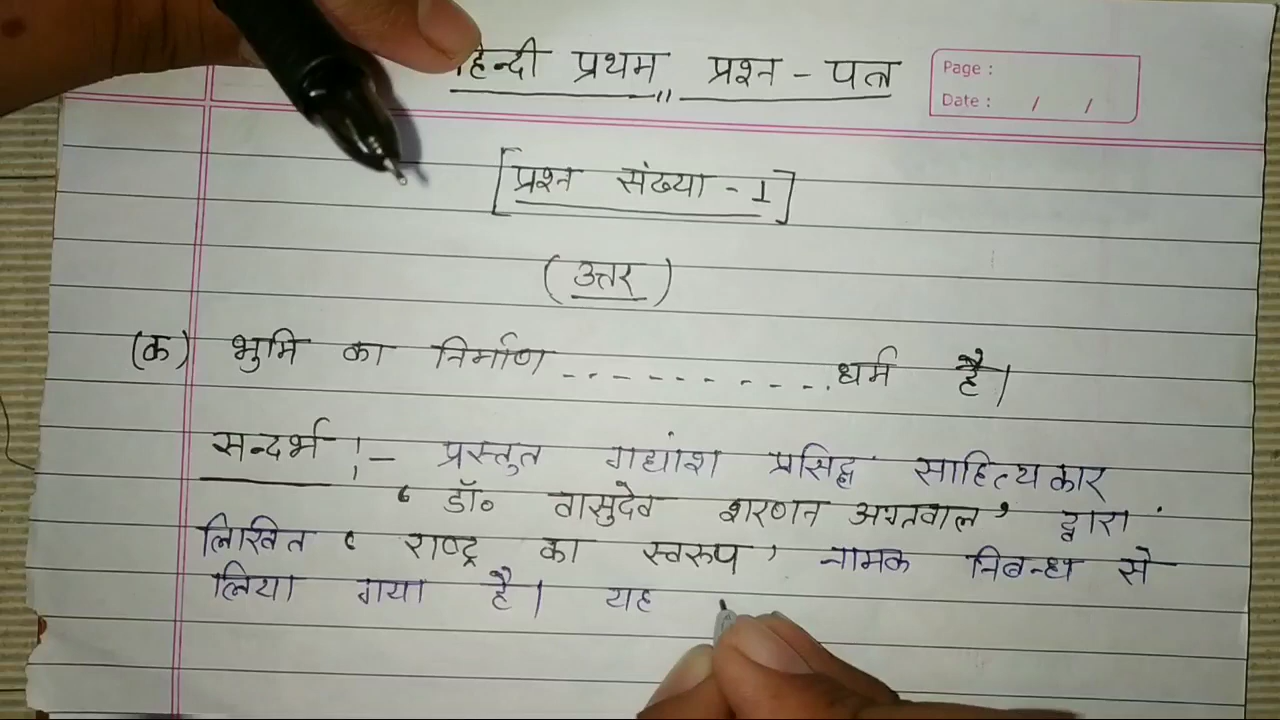 हिन्दी प्रथम,, प्रश्न - पत्र
Page :
Date : / /
[प्रश्न संख्या - 1]
(उत्तर)
(क) भुमि का निर्माण - - - - - - - - - - . धर्म है।
सन्दर्भ :- प्रस्तुत गद्यांश प्रसिद्ध साहित्यकार
‘ डॉ० वासुदेव शरणन अग्रवाल ’ द्वारा
लिखित ‘ राष्ट्र का स्वरुप ’ नामक निबन्ध से
लिया गया है। यह